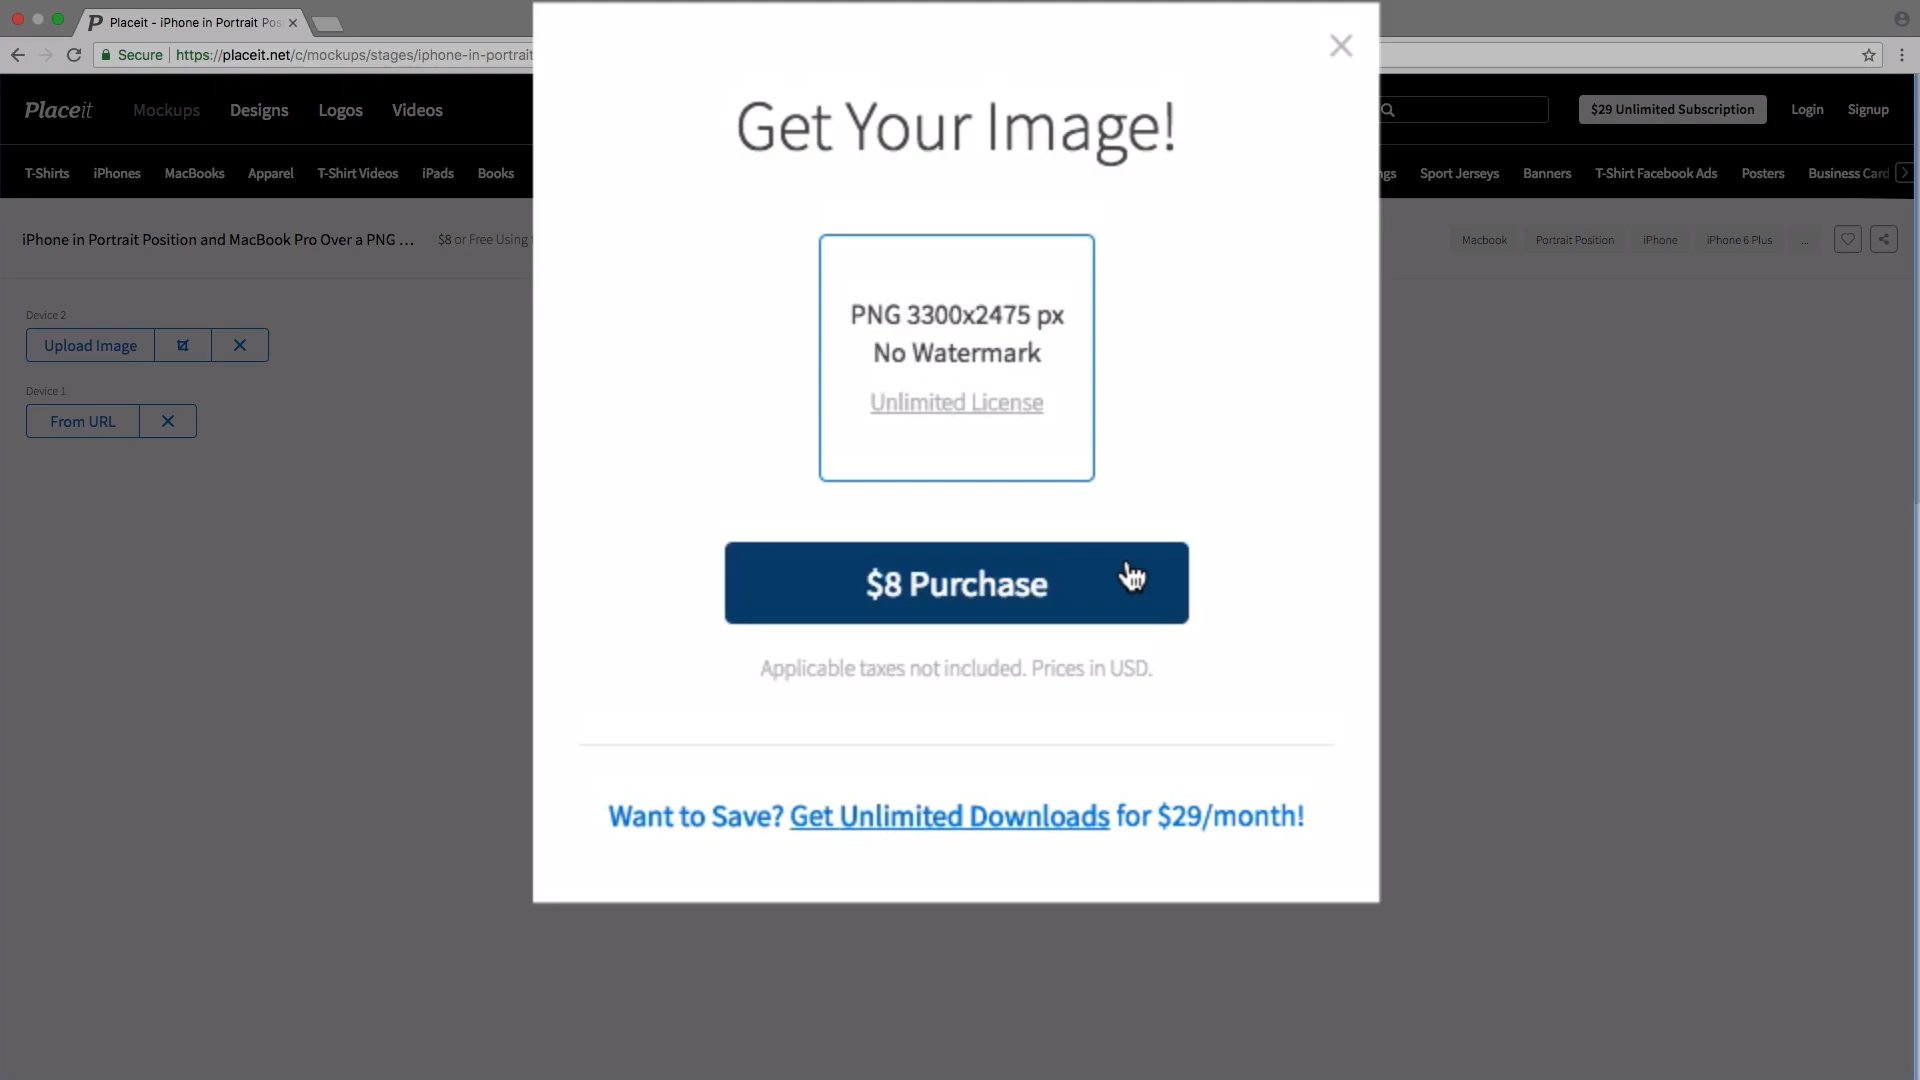 Placeit - iPhone in Portrait Pos
Secure https://placeit.net/c/mockups/stages/iphone-in-portrait
Placeit Mockups Designs Logos Videos $29 Unlimited Subscription Login Signup
T-Shirts iPhones MacBooks Apparel T-Shirt Videos iPads Books ngs Sport Jerseys Banners T-Shirt Facebook Ads Posters Business Card
iPhone in Portrait Position and MacBook Pro Over a PNG ... $8 or Free Using Macbook Portrait Position iPhone iPhone 6 Plus ...
Device 2
Upload Image
Device 1
From URL
Get Your Image!
PNG 3300x2475 px
No Watermark
Unlimited License
$8 Purchase
Applicable taxes not included. Prices in USD.
Want to Save? Get Unlimited Downloads for $29/month!